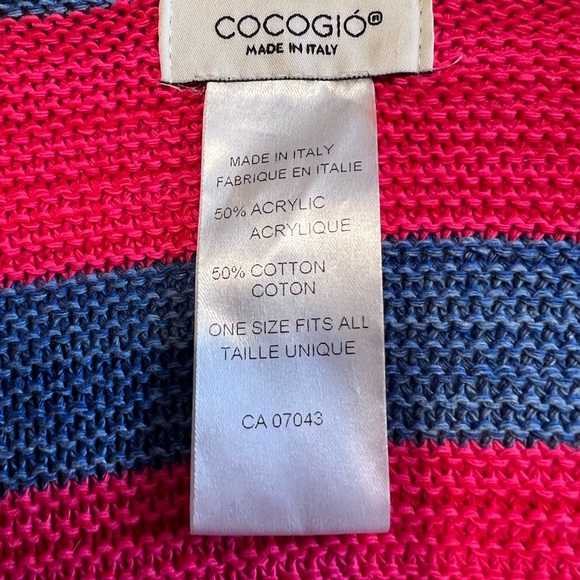 COCOGIÓ®
MADE IN ITALY
MADE IN ITALY
FABRIQUE EN ITALIE
50% ACRYLIC
ACRYLIQUE
50% COTTON
COTON
ONE SIZE FITS ALL
TAILLE UNIQUE
CA 07043